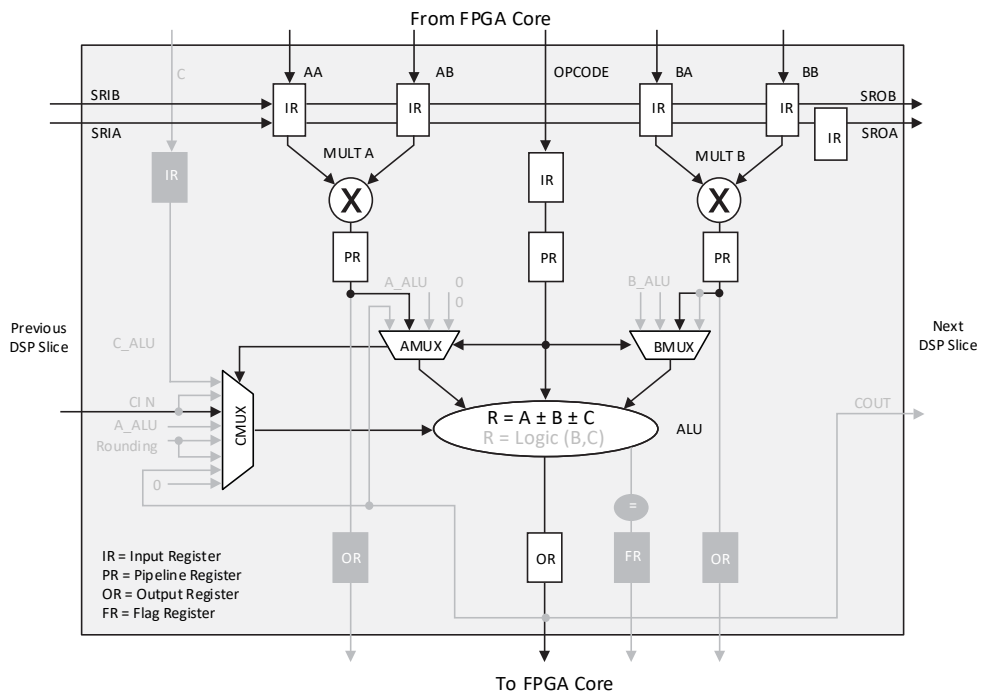 From FPGA Core
C
AA
AB
OPCODE
BA
BB
SRIB
IR
IR
IR
IR
SROB
SRIA
IR
SROA
MULT A
MULT B
IR
IR
X
X
PR
PR
PR
A_ALU
0
B_ALU
0
Previous
DSP Slice
Next
DSP Slice
C_ALU
AMUX
BMUX
CIN
COUT
A_ALU
Rounding
0
CMUX
R = A ± B ± C
R = Logic (B,C)
ALU
=
OR
OR
FR
OR
IR = Input Register
PR = Pipeline Register
OR = Output Register
FR = Flag Register
To FPGA Core